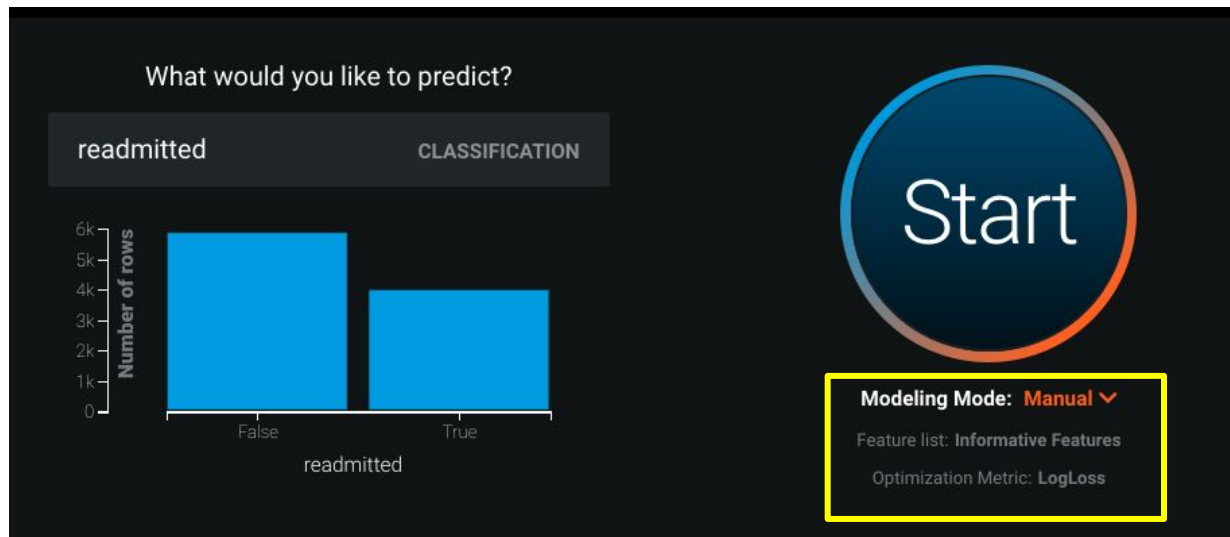 What would you like to predict?
readmitted CLASSIFICATION
6k
5k
4k
3k
2k
1k
0
Number of rows
False True
readmitted
Start
Modeling Mode: Manual
Feature list: Informative Features
Optimization Metric: LogLoss